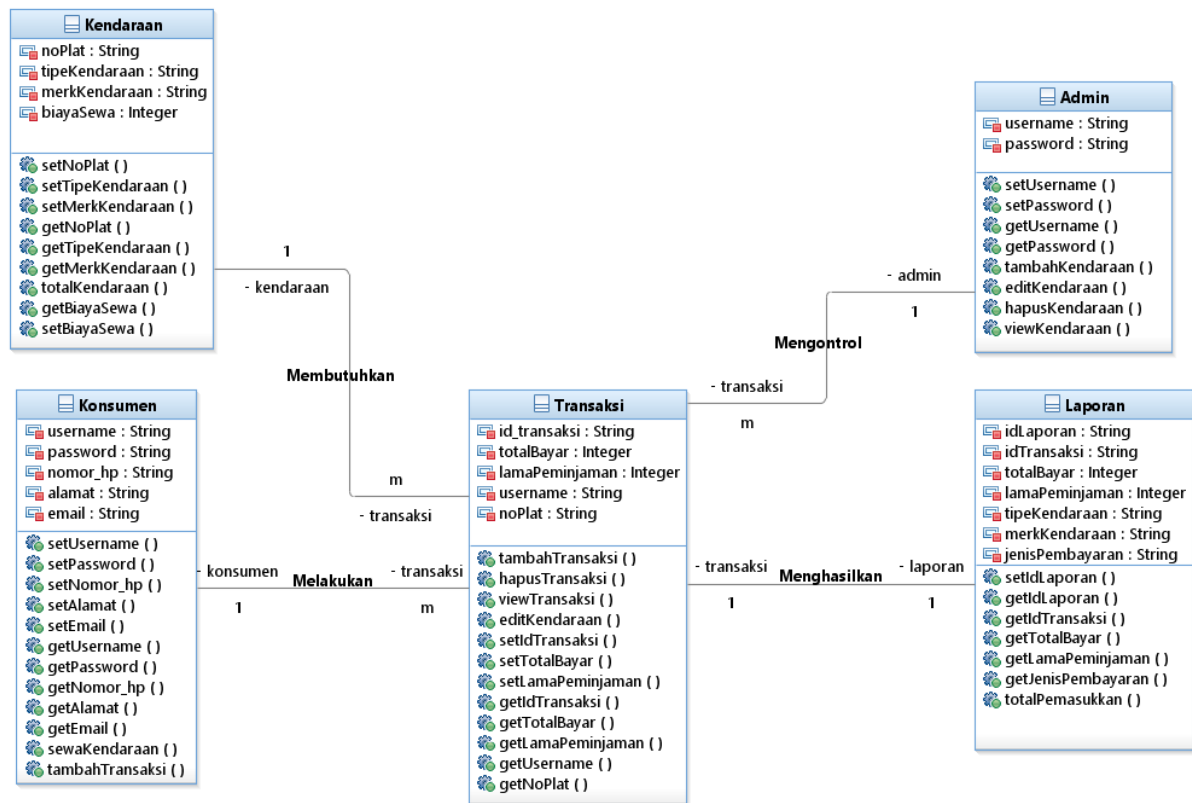 Kendaraan
noPlat : String
tipeKendaraan : String
merkKendaraan : String
biayaSewa : Integer
setNoPlat ( )
setTipeKendaraan ( )
setMerkKendaraan ( )
getNoPlat ( )
getTipeKendaraan ( )
getMerkKendaraan ( )
totalKendaraan ( )
getBiayaSewa ( )
setBiayaSewa ( )
1
- kendaraan
Membutuhkan
m
- transaksi
Admin
username : String
password : String
setUsername ( )
setPassword ( )
getUsername ( )
getPassword ( )
tambahKendaraan ( )
editKendaraan ( )
hapusKendaraan ( )
viewKendaraan ( )
- admin
1
Mengontrol
- transaksi
m
Konsumen
username : String
password : String
nomor_hp : String
alamat : String
email : String
setUsername ( )
setPassword ( )
setNomor_hp ( )
setAlamat ( )
setEmail ( )
getUsername ( )
getPassword ( )
getNomor_hp ( )
getAlamat ( )
getEmail ( )
sewaKendaraan ( )
tambahTransaksi ( )
- konsumen
1
Melakukan
- transaksi
m
Transaksi
id_transaksi : String
totalBayar : Integer
lamaPeminjaman : Integer
username : String
noPlat : String
tambahTransaksi ( )
hapusTransaksi ( )
viewTransaksi ( )
editKendaraan ( )
setIdTransaksi ( )
setTotalBayar ( )
setLamaPeminjaman ( )
getIdTransaksi ( )
getTotalBayar ( )
getLamaPeminjaman ( )
getUsername ( )
getNoPlat ( )
- transaksi
1
Menghasilkan
- laporan
1
Laporan
idLaporan : String
idTransaksi : String
totalBayar : Integer
lamaPeminjaman : Integer
tipeKendaraan : String
merkKendaraan : String
jenisPembayaran : String
setIdLaporan ( )
getIdLaporan ( )
getIdTransaksi ( )
getTotalBayar ( )
getLamaPeminjaman ( )
getJenisPembayaran ( )
totalPemasukkan ( )